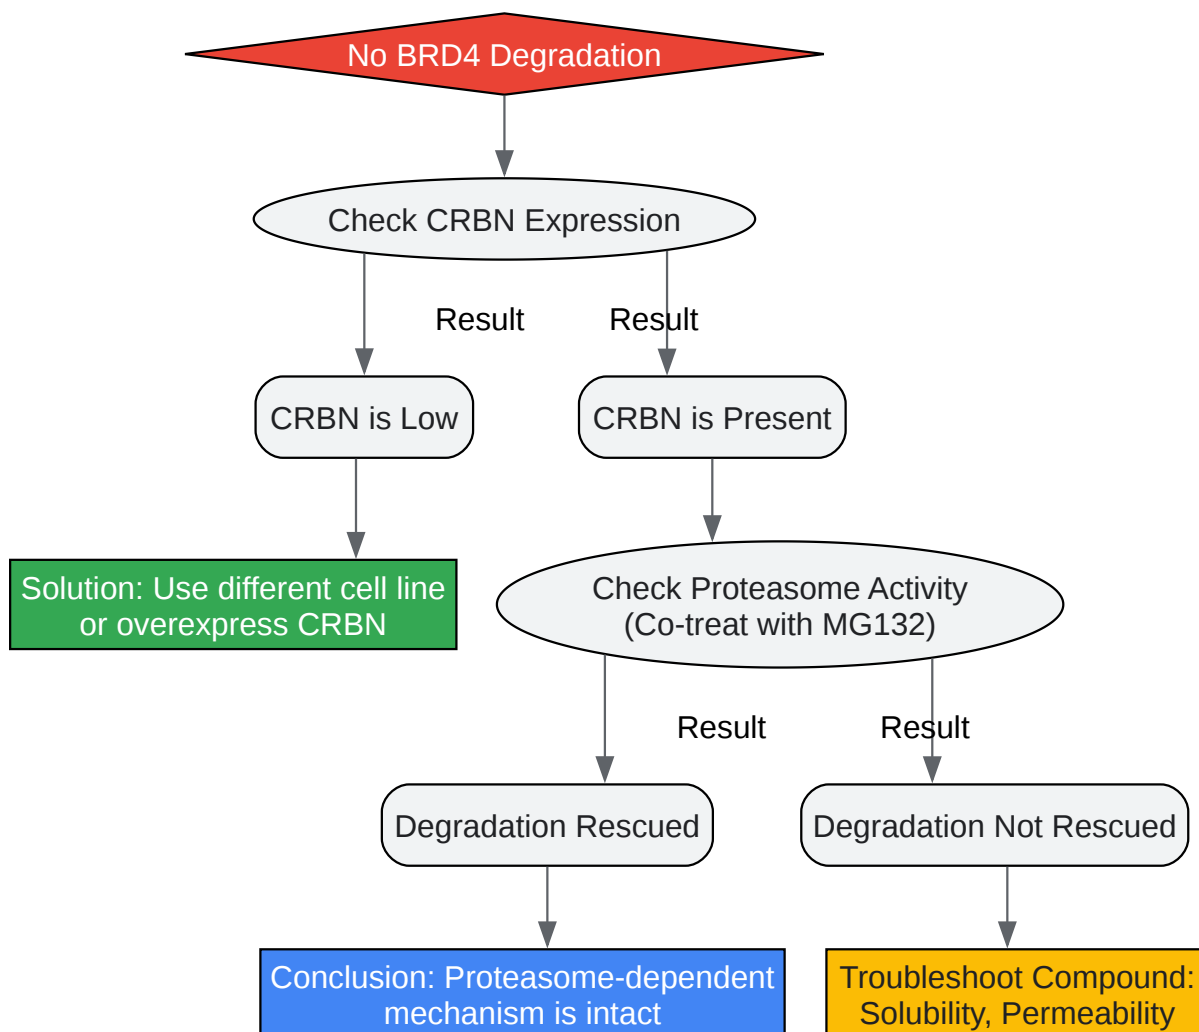 No BRD4 Degradation
Check CRBN Expression
Result
Result
CRBN is Low
CRBN is Present
Solution: Use different cell line
or overexpress CRBN
Check Proteasome Activity
(Co-treat with MG132)
Result
Result
Degradation Rescued
Degradation Not Rescued
Conclusion: Proteasome-dependent
mechanism is intact
Troubleshoot Compound:
Solubility, Permeability